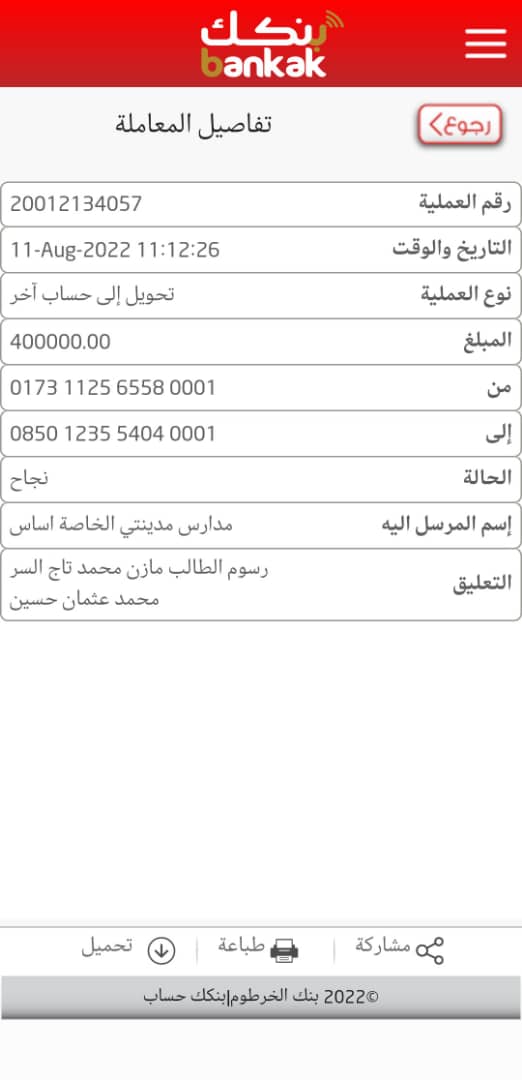 بنكك
bankak
رجوع
تفاصيل المعاملة
رقم العملية 20012134057
التاريخ والوقت 11-Aug-2022 11:12:26
نوع العملية تحويل إلى حساب آخر
المبلغ 400000.00
من 0173 1125 6558 0001
إلى 0850 1235 5404 0001
الحالة نجاح
إسم المرسل اليه مدارس مدينتي الخاصة اساس
التعليق رسوم الطالب مازن محمد تاج السر
محمد عثمان حسين
مشاركة | طباعة | تحميل
©2022 بنك الخرطوم|بنكك حساب